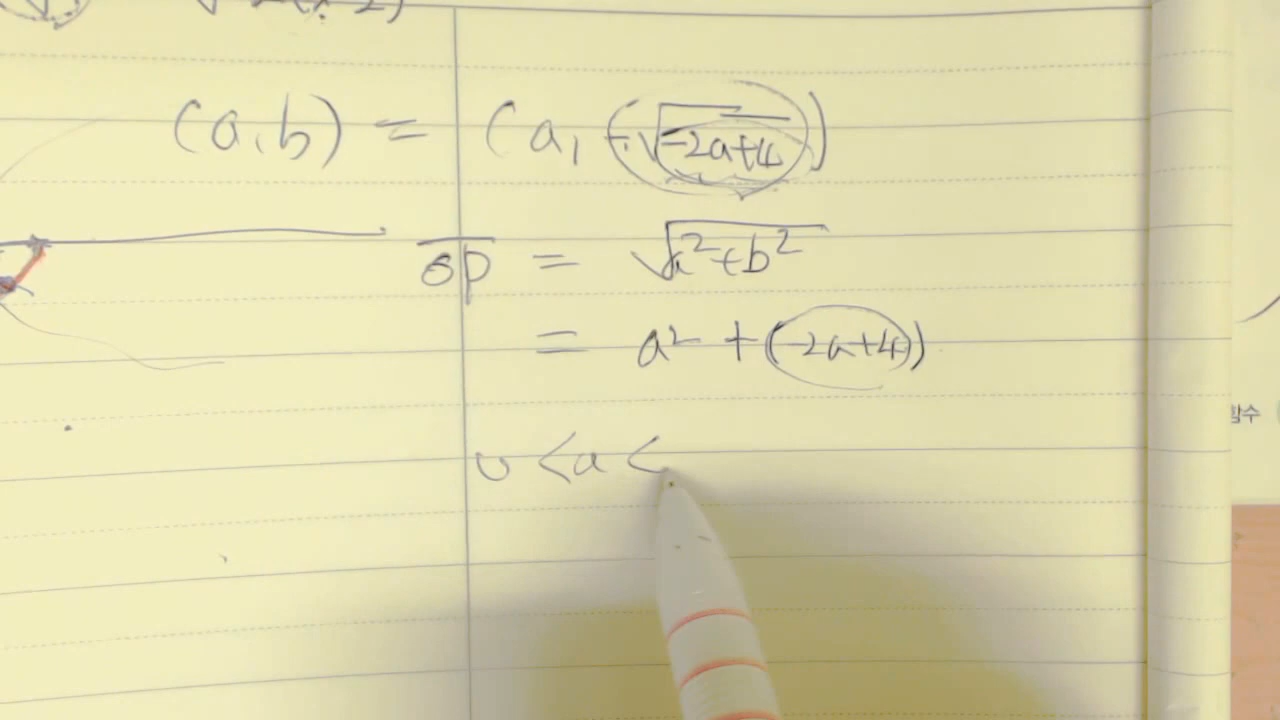 (a, b) = (a, -√-2a+4)
OP = √a²+b²
= a² + (-2a+4)
0 < a <
함수